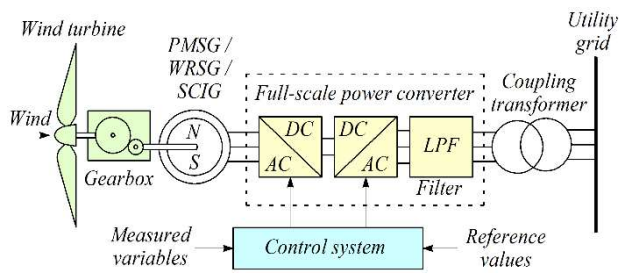 Wind turbine
PMSG /
WRSG /
SCIG
Utility
grid
Full-scale power converter
Coupling
transformer
Wind
N
S
DC
AC
DC
AC
LPF
Gearbox
Filter
Measured
variables
Control system
Reference
values